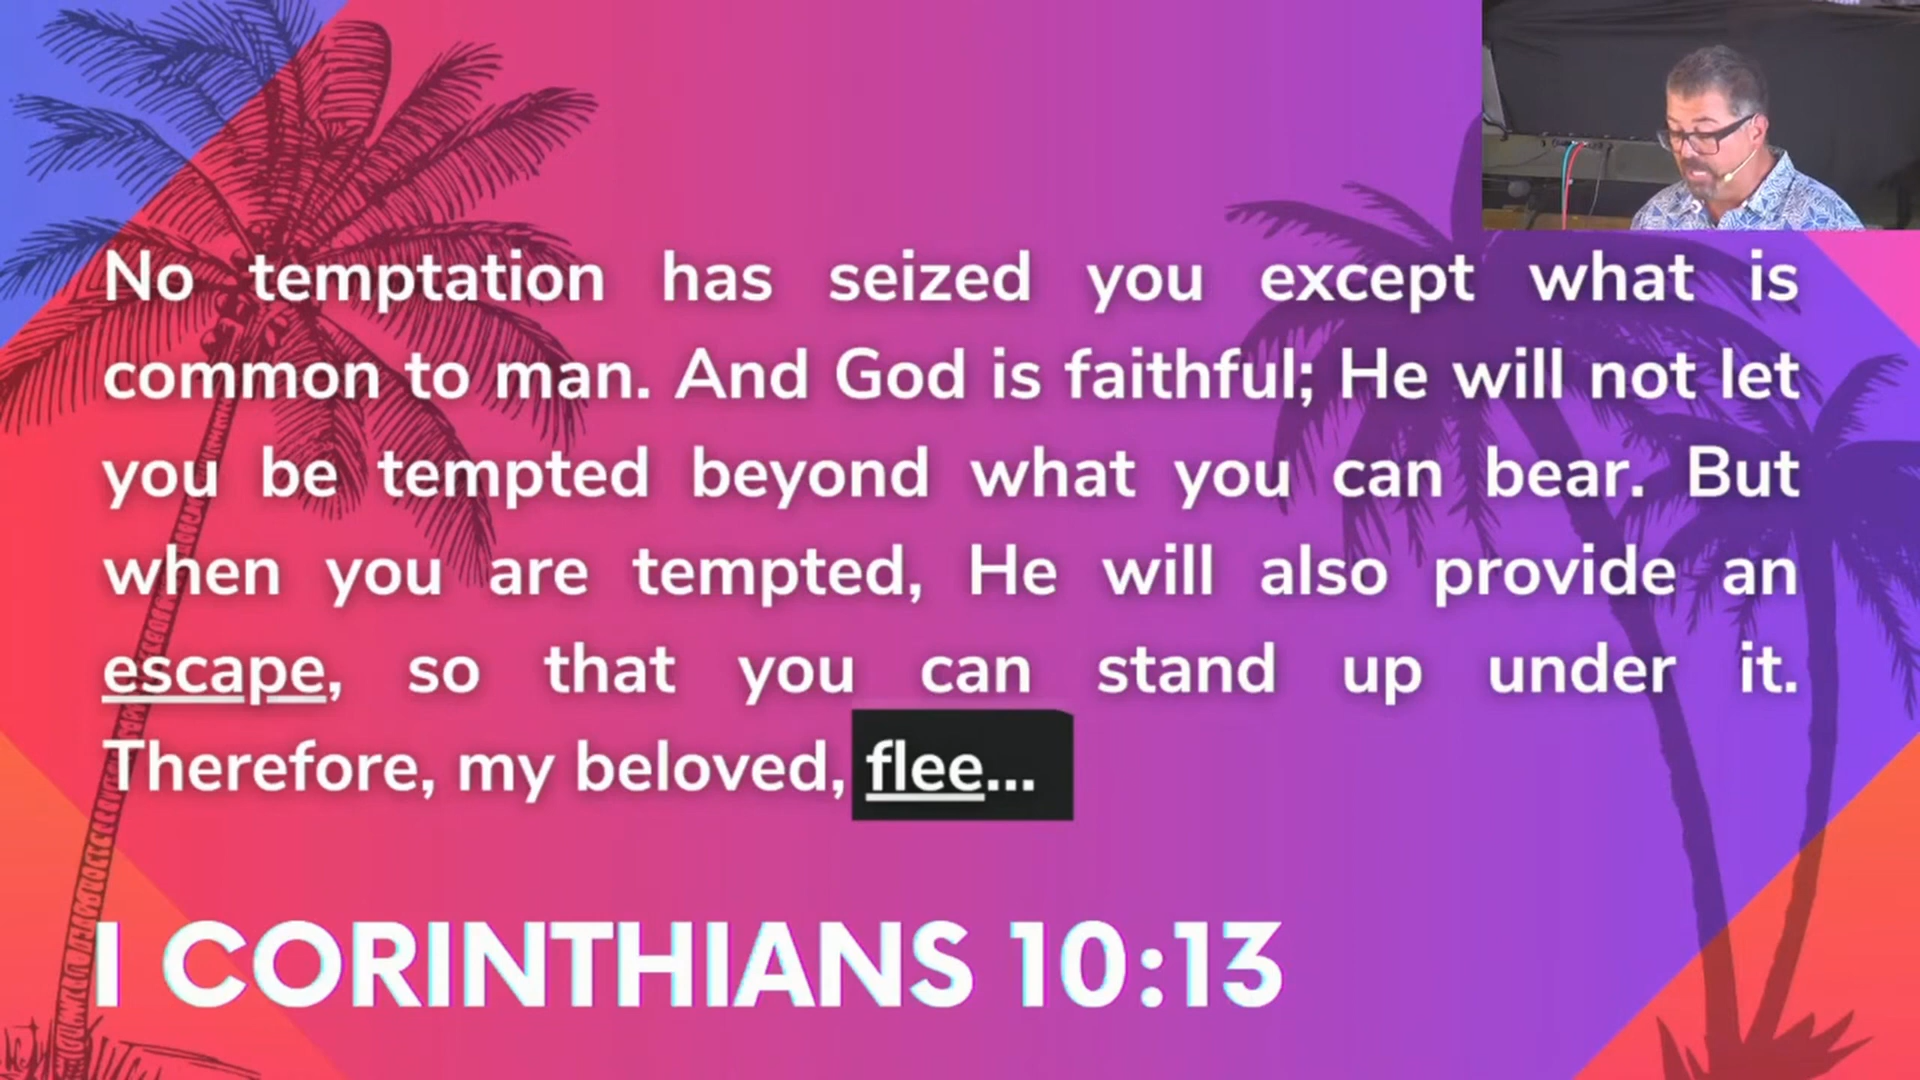 No temptation has seized you except what is
common to man. And God is faithful; He will not let
you be tempted beyond what you can bear. But
when you are tempted, He will also provide an
escape, so that you can stand up under it.
Therefore, my beloved, flee...
I CORINTHIANS 10:13